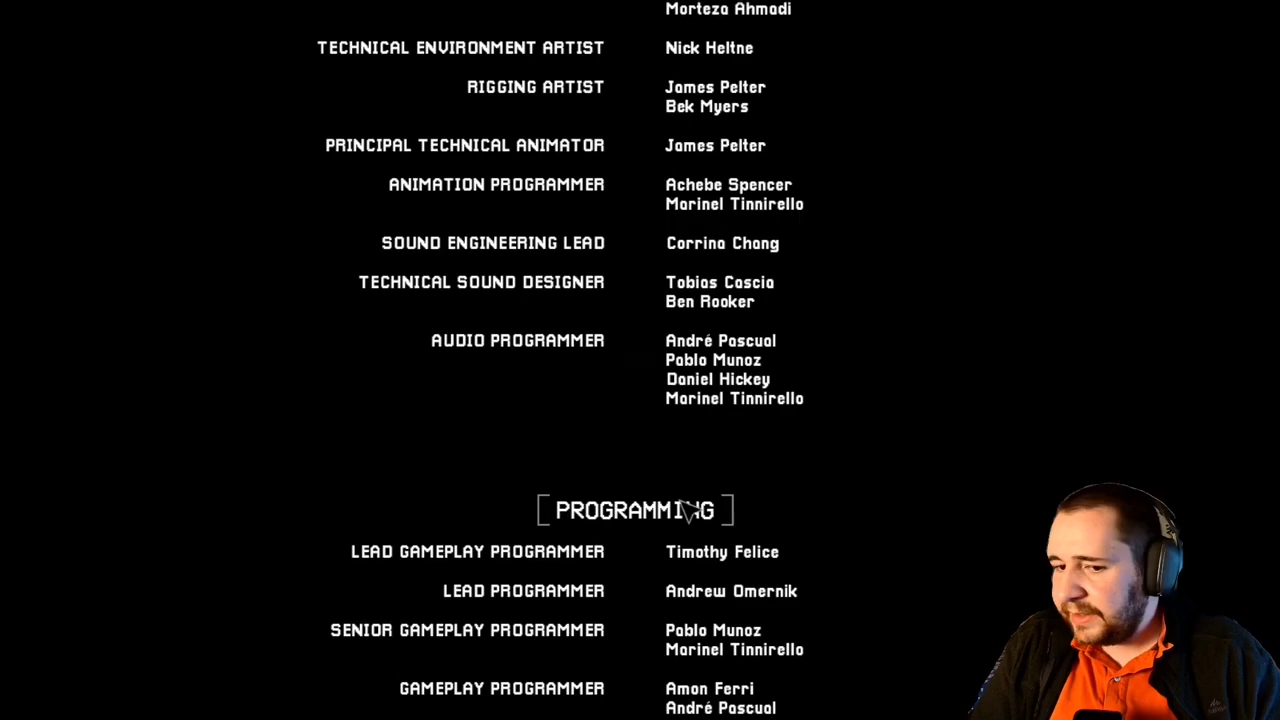 Morteza Ahmadi
TECHNICAL ENVIRONMENT ARTIST Nick Heltne
RIGGING ARTIST James Pelter
Bek Myers
PRINCIPAL TECHNICAL ANIMATOR James Pelter
ANIMATION PROGRAMMER Achebe Spencer
Marinel Tinnirello
SOUND ENGINEERING LEAD Corrina Chang
TECHNICAL SOUND DESIGNER Tobias Cascia
Ben Rooker
AUDIO PROGRAMMER André Pascual
Pablo Munoz
Daniel Hickey
Marinel Tinnirello
[PROGRAMMING]
LEAD GAMEPLAY PROGRAMMER Timothy Felice
LEAD PROGRAMMER Andrew Omernik
SENIOR GAMEPLAY PROGRAMMER Pablo Munoz
Marinel Tinnirello
GAMEPLAY PROGRAMMER Amon Ferri
André Pascual